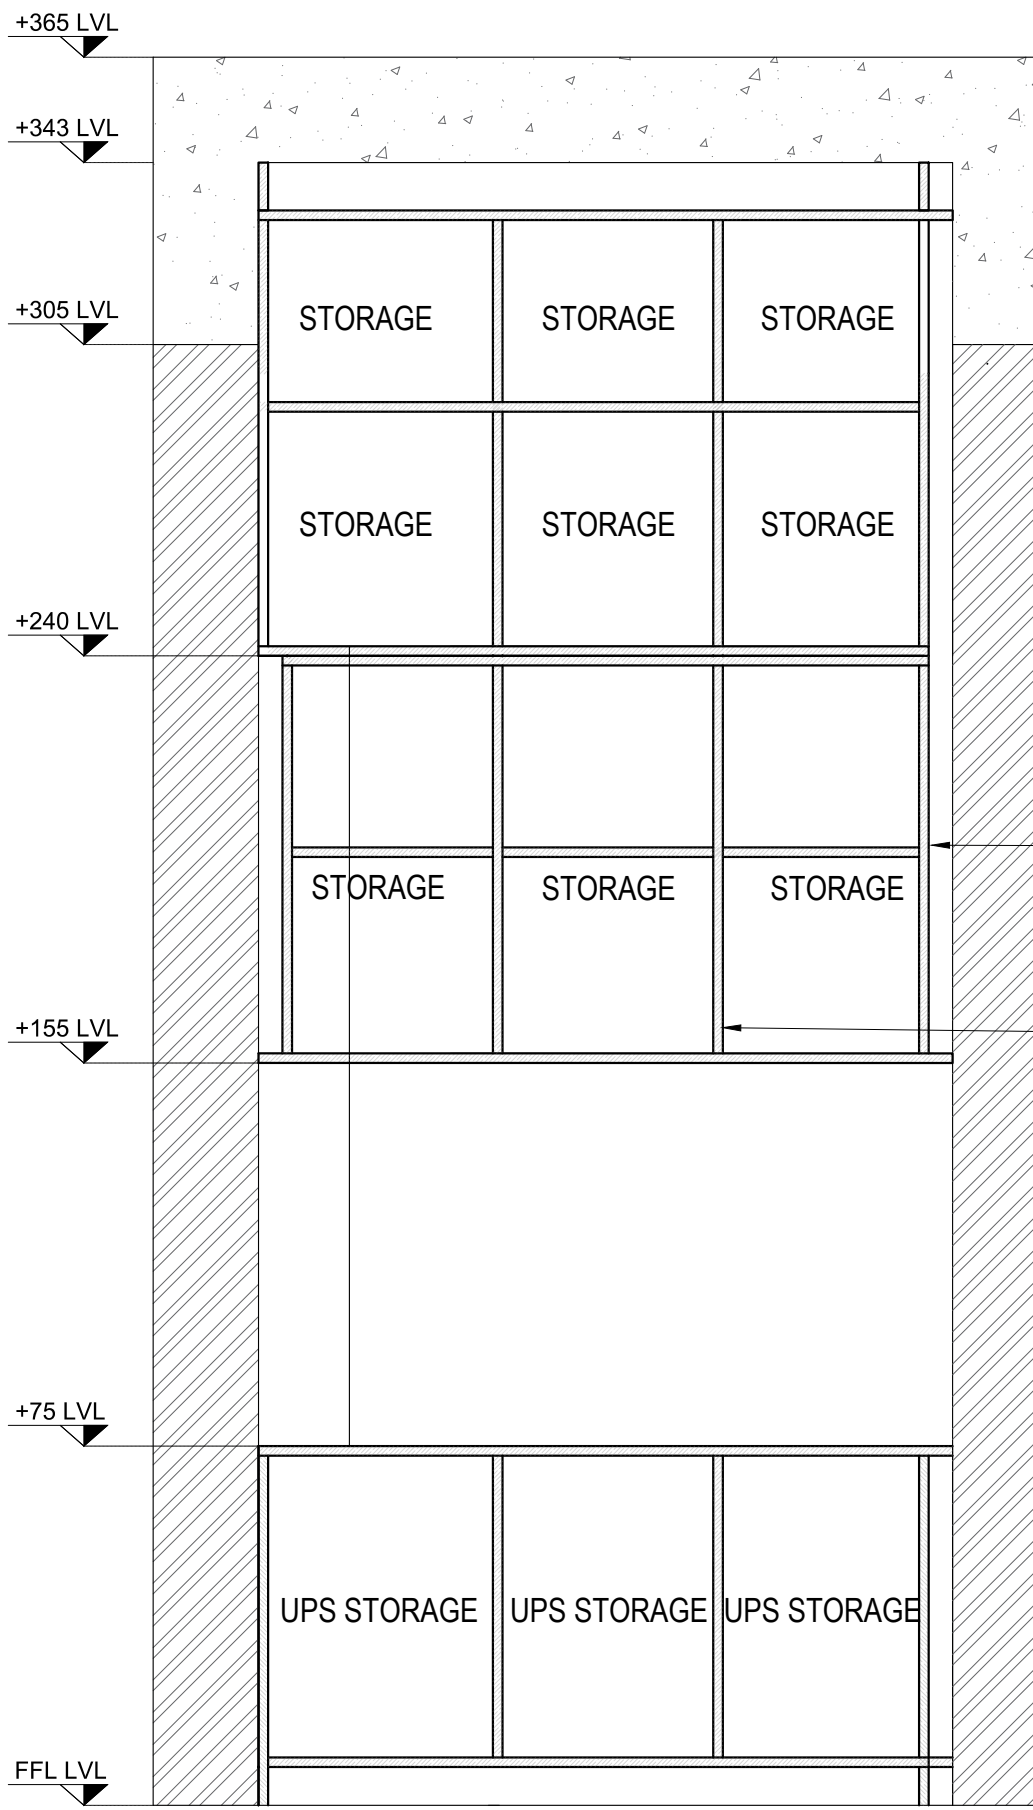 +365 LVL
+343 LVL
+305 LVL
STORAGE STORAGE STORAGE
STORAGE STORAGE STORAGE
+240 LVL
STORAGE STORAGE STORAGE
+155 LVL
+75 LVL
UPS STORAGE UPS STORAGE UPS STORAGE
FFL LVL